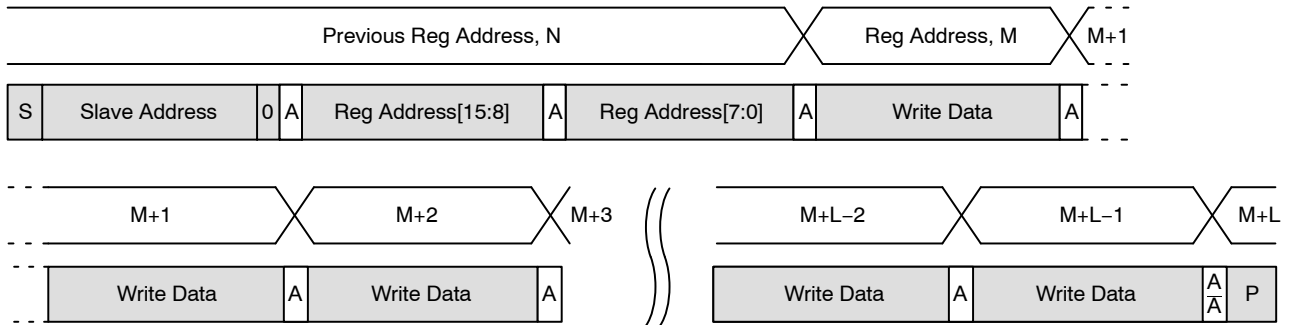 Previous Reg Address, N Reg Address, M M+1
S Slave Address 0 A Reg Address[15:8] A Reg Address[7:0] A Write Data A
M+1 M+2 M+3 M+L−2 M+L−1 M+L
Write Data A Write Data A Write Data A Write Data A A̅ P